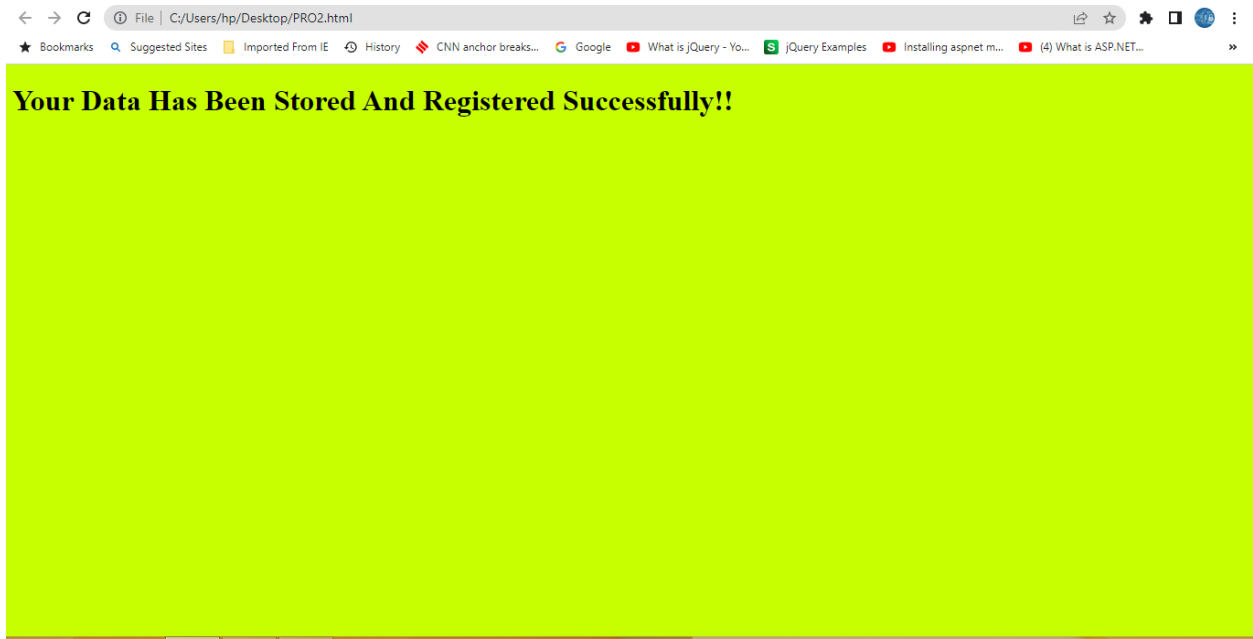 File C:/Users/hp/Desktop/PRO2.html
Bookmarks Suggested Sites Imported From IE History CNN anchor breaks... Google What is jQuery - Yo... S jQuery Examples Installing aspnet m... (4) What is ASP.NET... »
Your Data Has Been Stored And Registered Successfully!!